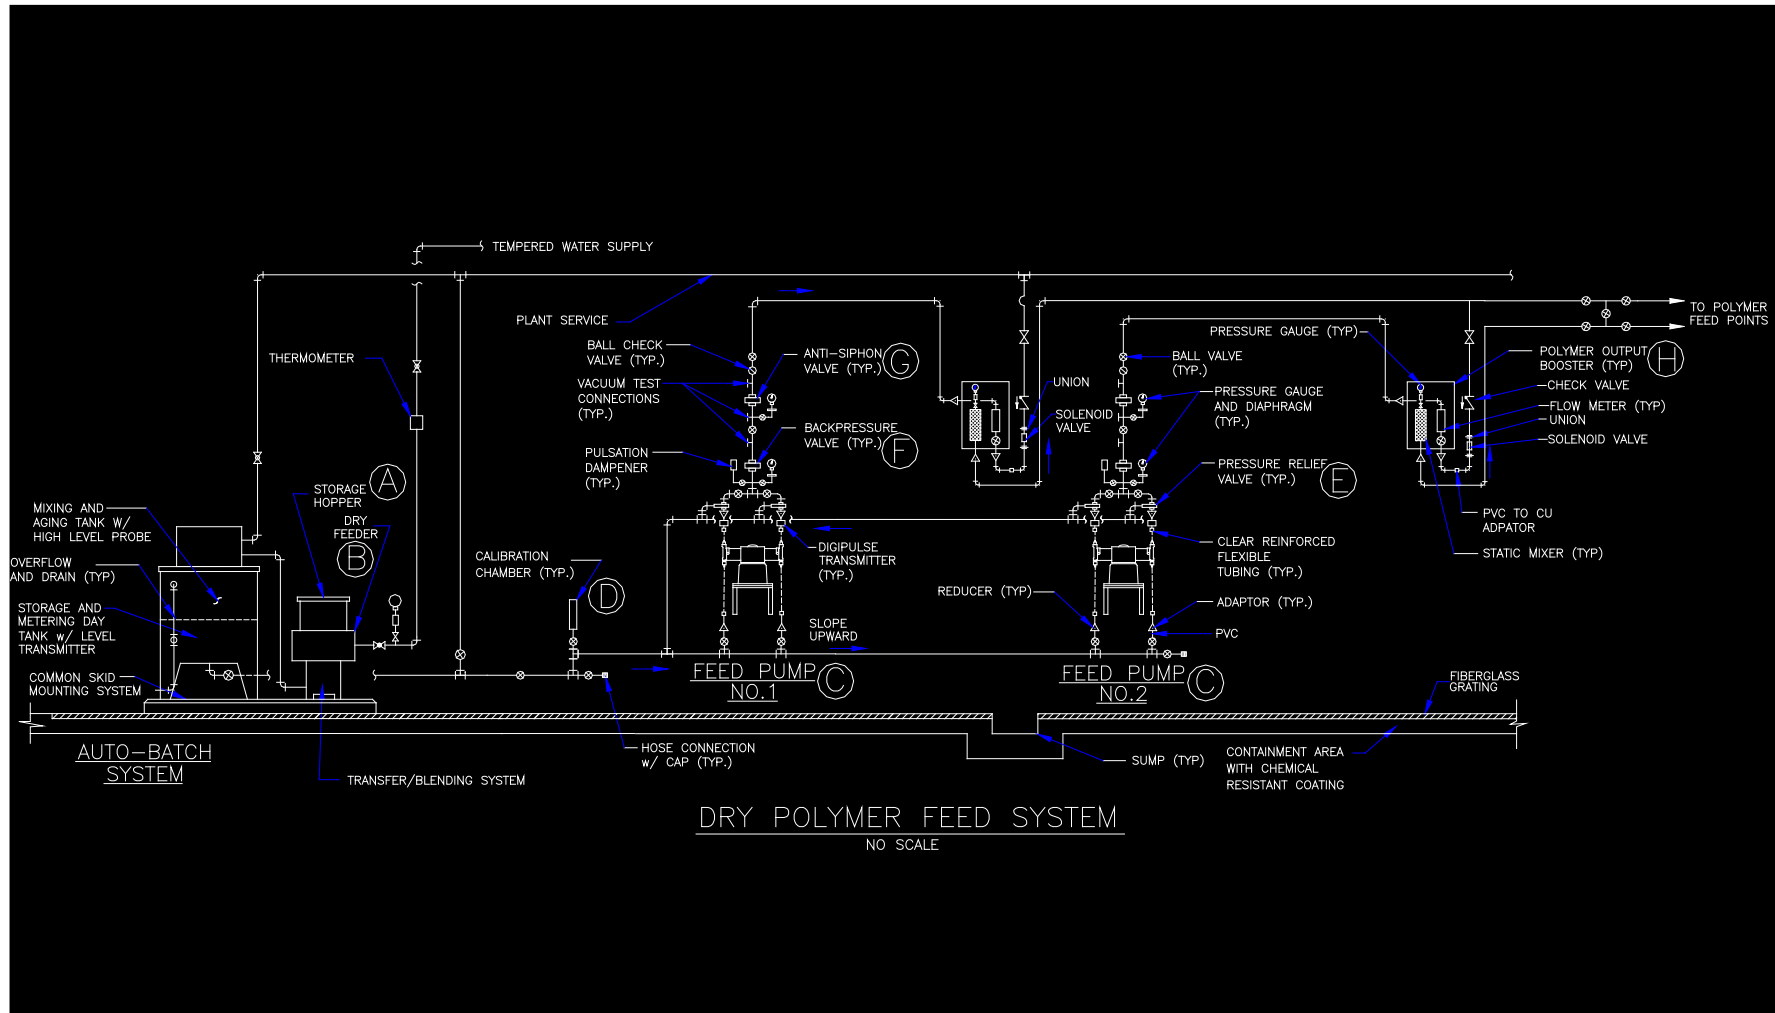 TEMPERED WATER SUPPLY
PLANT SERVICE
THERMOMETER
BALL CHECK
VALVE (TYP.)
ANTI-SIPHON
VALVE (TYP.)
G
VACUUM TEST
CONNECTIONS
(TYP.)
BACKPRESSURE
VALVE (TYP.)
F
PULSATION
DAMPENER
(TYP.)
UNION
SOLENOID
VALVE
PRESSURE GAUGE (TYP)
BALL VALVE
(TYP.)
PRESSURE GAUGE
AND DIAPHRAGM
(TYP.)
PRESSURE RELIEF
VALVE (TYP.)
E
TO POLYMER
FEED POINTS
POLYMER OUTPUT
BOOSTER (TYP)
H
CHECK VALVE
FLOW METER (TYP)
UNION
SOLENOID VALVE
PVC TO CU
ADPATOR
STATIC MIXER (TYP)
STORAGE
HOPPER
A
DRY
FEEDER
B
MIXING AND
AGING TANK W/
HIGH LEVEL PROBE
OVERFLOW
AND DRAIN (TYP)
STORAGE AND
METERING DAY
TANK w/ LEVEL
TRANSMITTER
COMMON SKID
MOUNTING SYSTEM
CALIBRATION
CHAMBER (TYP.)
D
DIGIPULSE
TRANSMITTER
(TYP.)
CLEAR REINFORCED
FLEXIBLE
TUBING (TYP.)
REDUCER (TYP)
ADAPTOR (TYP.)
PVC
SLOPE
UPWARD
FEED PUMP
NO.1
C
FEED PUMP
NO.2
C
FIBERGLASS
GRATING
AUTO-BATCH
SYSTEM
TRANSFER/BLENDING SYSTEM
HOSE CONNECTION
w/ CAP (TYP.)
SUMP (TYP)
CONTAINMENT AREA
WITH CHEMICAL
RESISTANT COATING
DRY POLYMER FEED SYSTEM
NO SCALE